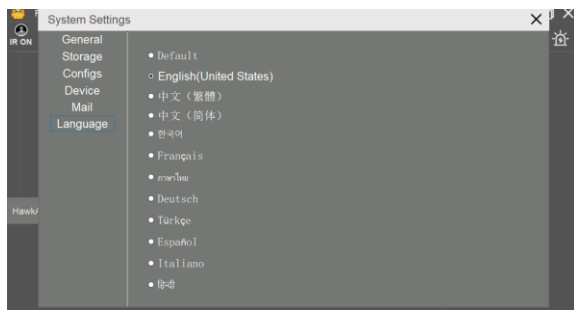 System Settings
IR ON
General
Storage
Configs
Device
Mail
Language
Default
English(United States)
中文（繁體）
中文（简体）
한국어
Français
ภาษาไทย
Deutsch
Türkçe
Español
Italiano
हिन्दी
Hawk/